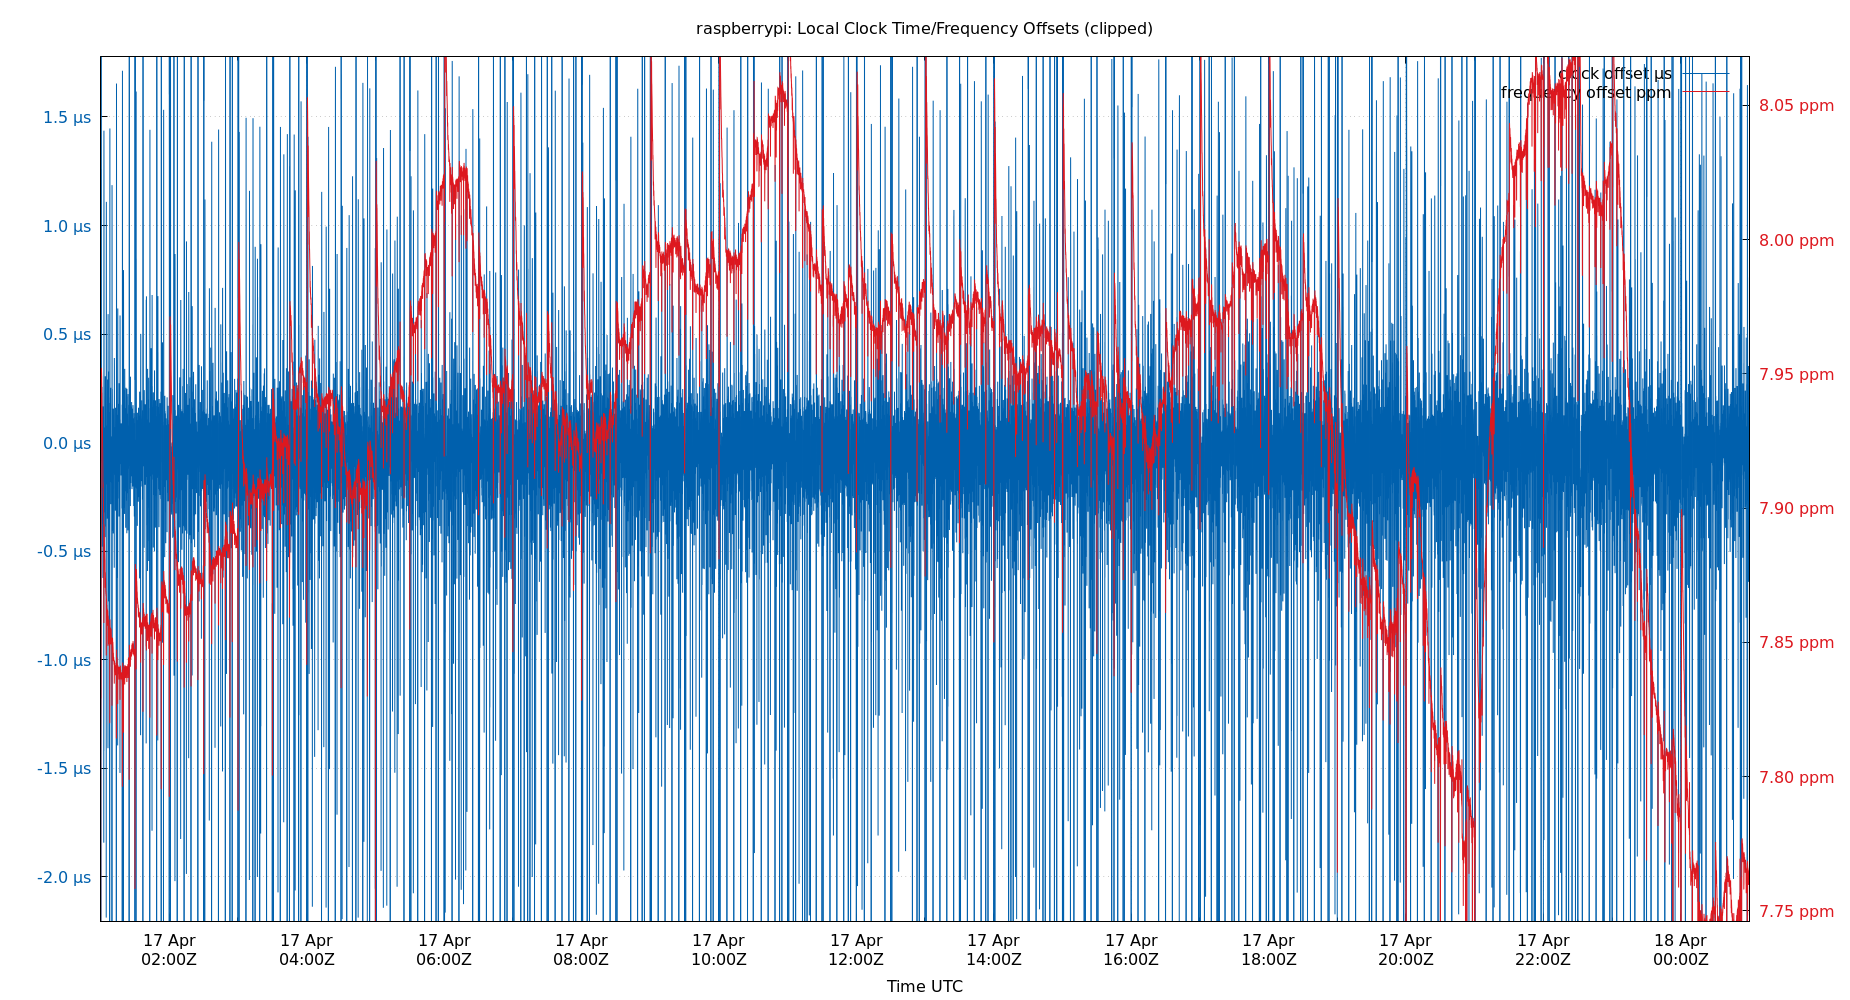 raspberrypi: Local Clock Time/Frequency Offsets (clipped)
clock offset µs
frequency offset ppm
1.5 µs
1.0 µs
0.5 µs
0.0 µs
-0.5 µs
-1.0 µs
-1.5 µs
-2.0 µs
8.05 ppm
8.00 ppm
7.95 ppm
7.90 ppm
7.85 ppm
7.80 ppm
7.75 ppm
17 Apr 17 Apr 17 Apr 17 Apr 17 Apr 17 Apr 17 Apr 17 Apr 17 Apr 17 Apr 17 Apr 18 Apr
02:00Z 04:00Z 06:00Z 08:00Z 10:00Z 12:00Z 14:00Z 16:00Z 18:00Z 20:00Z 22:00Z 00:00Z
Time UTC